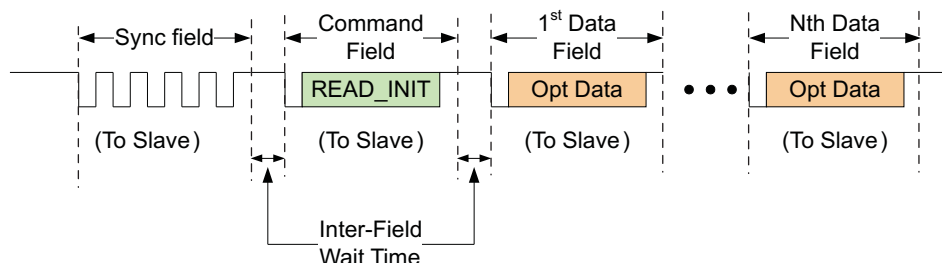 Sync field
Command
Field
1st Data
Field
Nth Data
Field
READ_INIT
Opt Data
Opt Data
(To Slave)
(To Slave)
(To Slave)
(To Slave)
Inter-Field
Wait Time